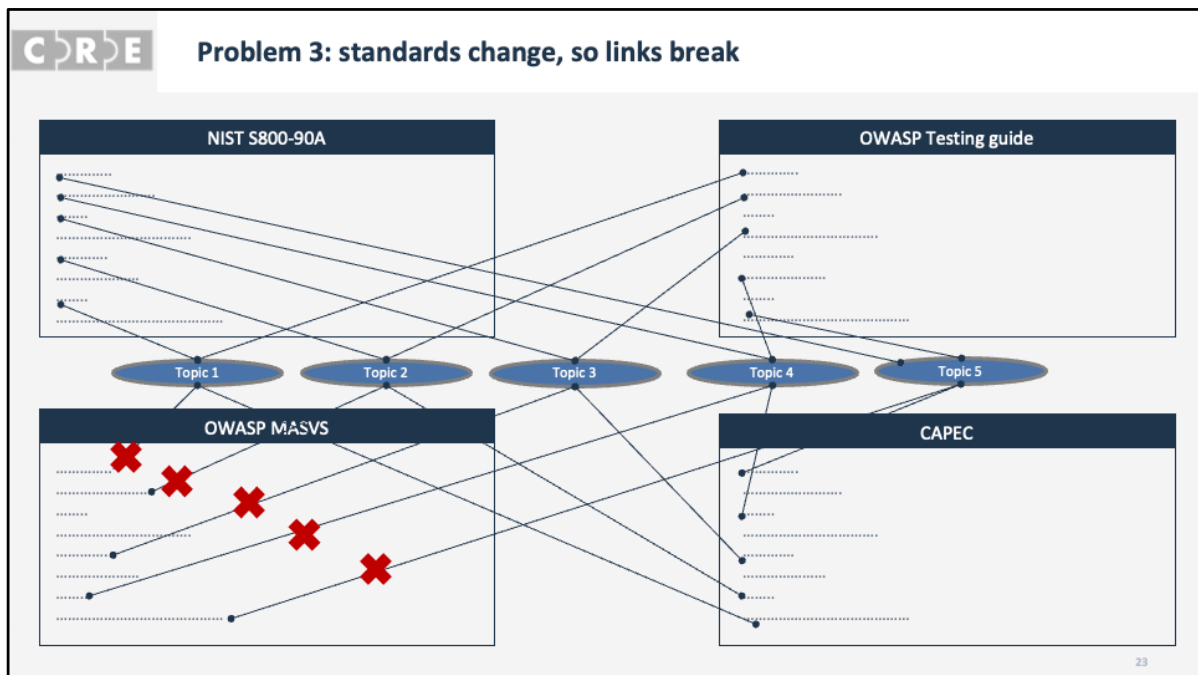 CRE
Problem 3: standards change, so links break
NIST S800-90A
OWASP Testing guide
Topic 1
Topic 2
Topic 3
Topic 4
Topic 5
OWASP MASVS
CAPEC
23